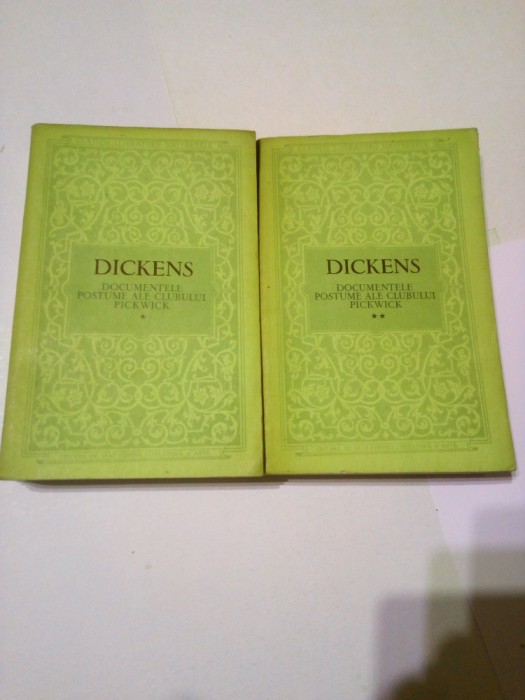 DICKENS
DOCUMENTELE
POSTUME ALE CLUBULUI
PICKWICK
*
DICKENS
DOCUMENTELE
POSTUME ALE CLUBULUI
PICKWICK
**